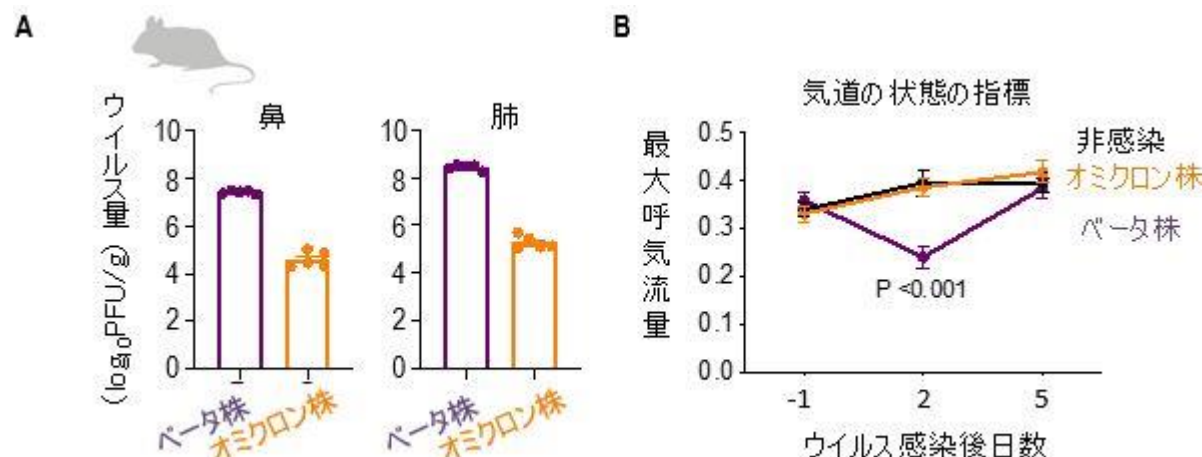 A
ウイルス量 (log₁₀PFU/g)
鼻
10
8
6
4
2
0
ベータ株
オミクロン株
肺
10
8
6
4
2
0
ベータ株
オミクロン株
B
気道の状態の指標
最大呼気流量
0.5
0.4
0.3
0.2
0.1
0.0
非感染
オミクロン株
ベータ株
P <0.001
-1 2 5
ウイルス感染後日数